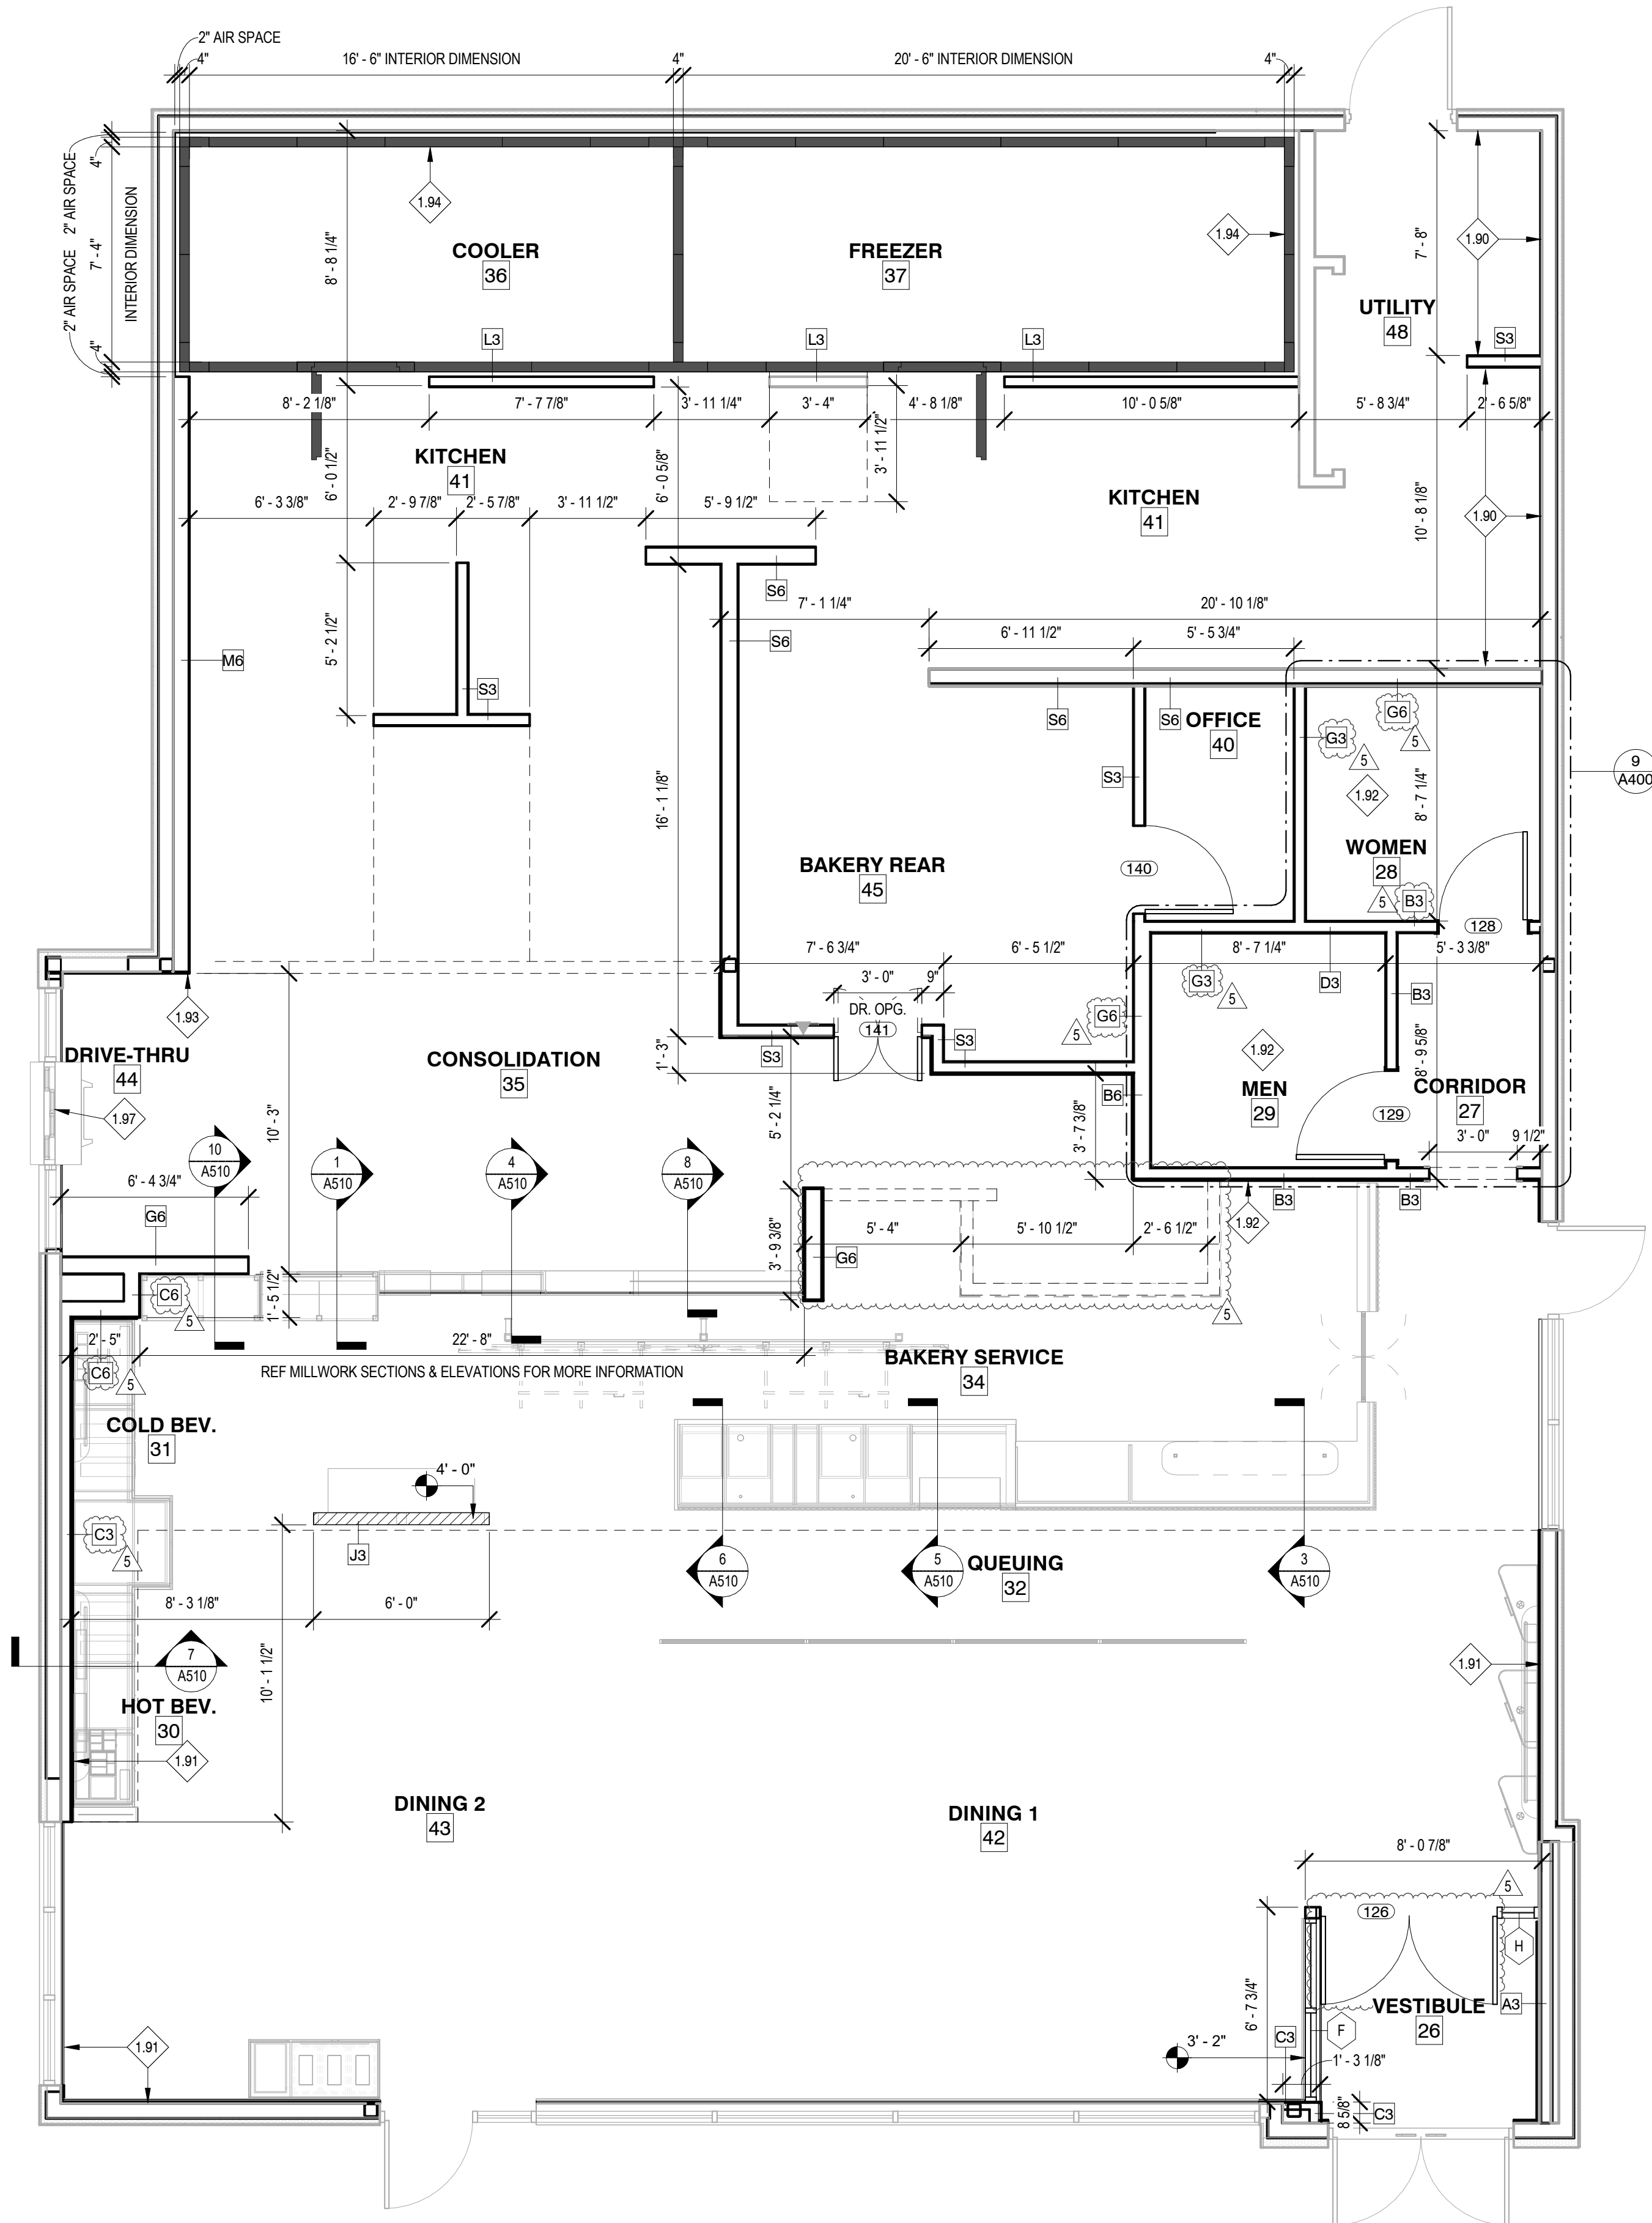 2" AIR SPACE
4"
16' - 6" INTERIOR DIMENSION
4"
20' - 6" INTERIOR DIMENSION
4"
4"
2" AIR SPACE
7' - 4"
INTERIOR DIMENSION
2" AIR SPACE
4"
1.94
8' - 8 1/4"
COOLER
36
FREEZER
37
1.94
7' - 8"
1.90
UTILITY
48
L3
L3
L3
S3
8' - 2 1/8"
7' - 7 7/8"
3' - 11 1/4"
3' - 4"
4' - 8 1/8"
10' - 0 5/8"
5' - 8 3/4"
2' - 6 5/8"
3' - 11 1/2"
KITCHEN
41
6' - 0 1/2"
6' - 0 5/8"
6' - 3 3/8"
2' - 9 7/8"
2' - 5 7/8"
3' - 11 1/2"
5' - 9 1/2"
KITCHEN
41
10' - 8 1/8"
1.90
S6
7' - 1 1/4"
20' - 10 1/8"
6' - 11 1/2"
5' - 5 3/4"
S6
5' - 2 1/2"
M6
S3
S6
S6
OFFICE
40
G6
5
G3
5
1.92
8' - 7 1/4"
9
A400
S3
16' - 1 1/8"
WOMEN
28
BAKERY REAR
45
140
B3
5
128
7' - 6 3/4"
6' - 5 1/2"
8' - 7 1/4"
5' - 3 3/8"
3' - 0"
9"
DR. OPG.
141
G3
5
D3
B3
G6
5
1.93
S3
S3
1' - 3"
1.92
8' - 9 5/8"
DRIVE-THRU
44
CONSOLIDATION
35
MEN
29
129
CORRIDOR
27
1.97
B6
10' - 3"
5' - 2 1/4"
3' - 7 3/8"
3' - 0"
9 1/2"
10
A510
1
A510
4
A510
8
A510
6' - 4 3/4"
B3
B3
1.92
G6
3' - 9 3/8"
G6
5' - 4"
5' - 10 1/2"
2' - 6 1/2"
C6
5
1' - 5 1/2"
5
2' - 5"
22' - 8"
REF MILLWORK SECTIONS & ELEVATIONS FOR MORE INFORMATION
C6
5
BAKERY SERVICE
34
COLD BEV.
31
4' - 0"
C3
5
J3
6
A510
5
A510
QUEUING
32
3
A510
8' - 3 1/8"
6' - 0"
7
A510
10' - 1 1/2"
1.91
HOT BEV.
30
1.91
DINING 2
43
DINING 1
42
8' - 0 7/8"
5
126
H
6' - 7 3/4"
VESTIBULE
26
A3
C3
F
3' - 2"
1' - 3 1/8"
1.91
8 5/8"
C3